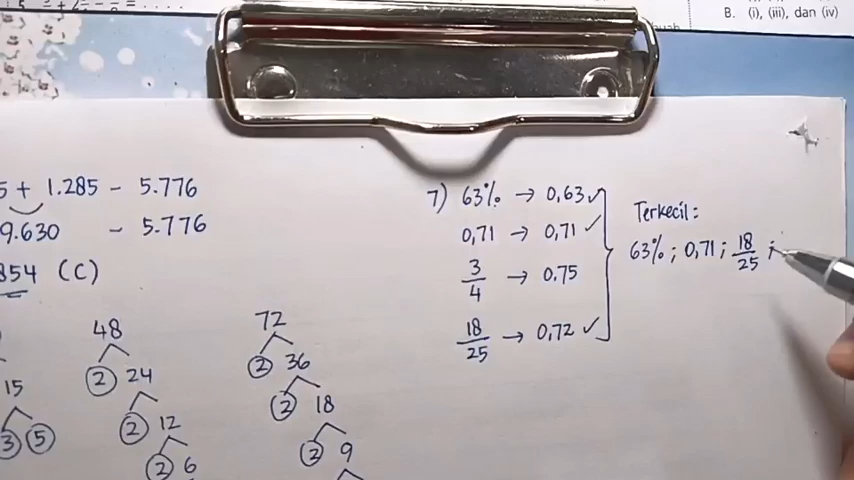 B. (i), (iii), dan (iv)
5 + 1.285 - 5.776
9.630 - 5.776
854 (C)
48
2 24
2 12
2 6
15
3 5
72
2 36
2 18
2 9
7) 63% → 0,63 ✓
0,71 → 0,71 ✓
3/4 → 0,75
18/25 → 0,72 ✓
Terkecil:
63% ; 0,71 ; 18/25 ;